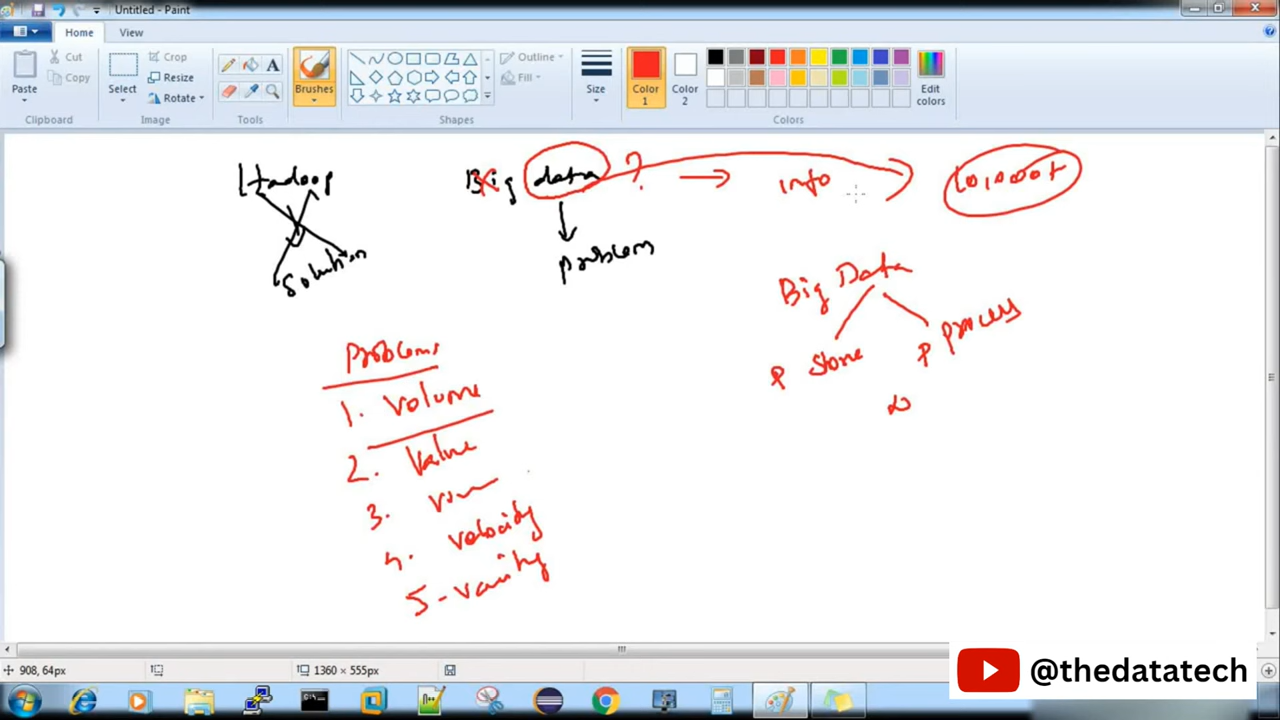 Untitled - Paint
Home
View
Paste
Cut
Copy
Clipboard
Select
Crop
Resize
Rotate
Image
A
Tools
Brushes
Outline
Fill
Shapes
Size
Color 1
Color 2
Edit colors
Colors
Hadoop
Solution
Big data ?
info
problem
Big Data
P Store
P process
Problems
1. Volume
2. Value
3.
4. velocity
5 - varity
908, 64px
1360 × 555px
@thedatatech